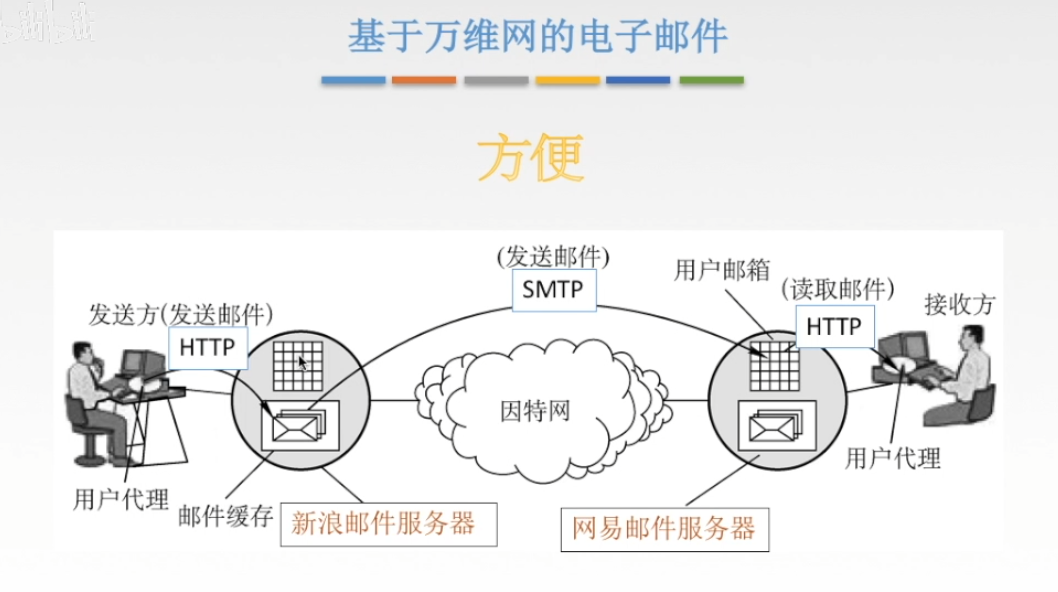 基于万维网的电子邮件
方便
(发送邮件)
SMTP
用户邮箱
(读取邮件)
HTTP
接收方
发送方(发送邮件)
HTTP
因特网
用户代理
用户代理
邮件缓存
新浪邮件服务器
网易邮件服务器